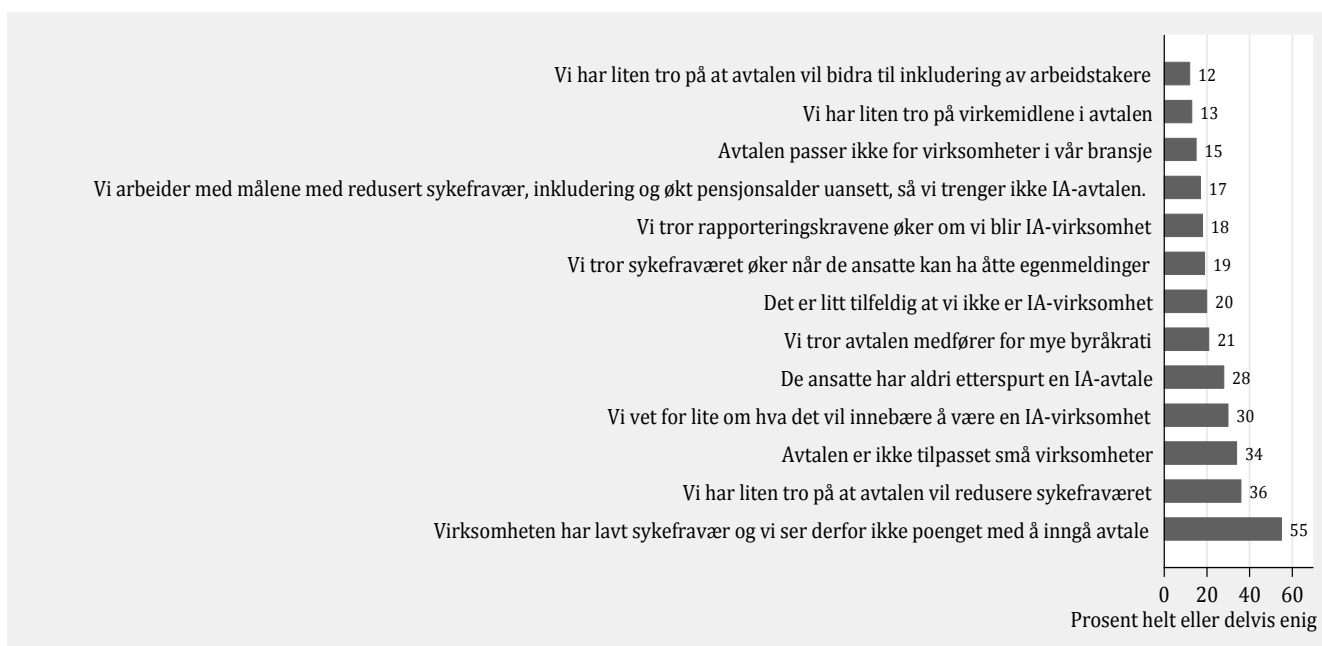 Vi har liten tro på at avtalen vil bidra til inkludering av arbeidstakere 12
Vi har liten tro på virkemidlene i avtalen 13
Avtalen passer ikke for virksomheter i vår bransje 15
Vi arbeider med målene med redusert sykefravær, inkludering og økt pensjonsalder uansett, så vi trenger ikke IA-avtalen. 17
Vi tror rapporteringskravene øker om vi blir IA-virksomhet 18
Vi tror sykefraværet øker når de ansatte kan ha åtte egenmeldinger 19
Det er litt tilfeldig at vi ikke er IA-virksomhet 20
Vi tror avtalen medfører for mye byråkrati 21
De ansatte har aldri etterspurt en IA-avtale 28
Vi vet for lite om hva det vil innebære å være en IA-virksomhet 30
Avtalen er ikke tilpasset små virksomheter 34
Vi har liten tro på at avtalen vil redusere sykefraværet 36
Virksomheten har lavt sykefravær og vi ser derfor ikke poenget med å inngå avtale 55
0 20 40 60
Prosent helt eller delvis enig